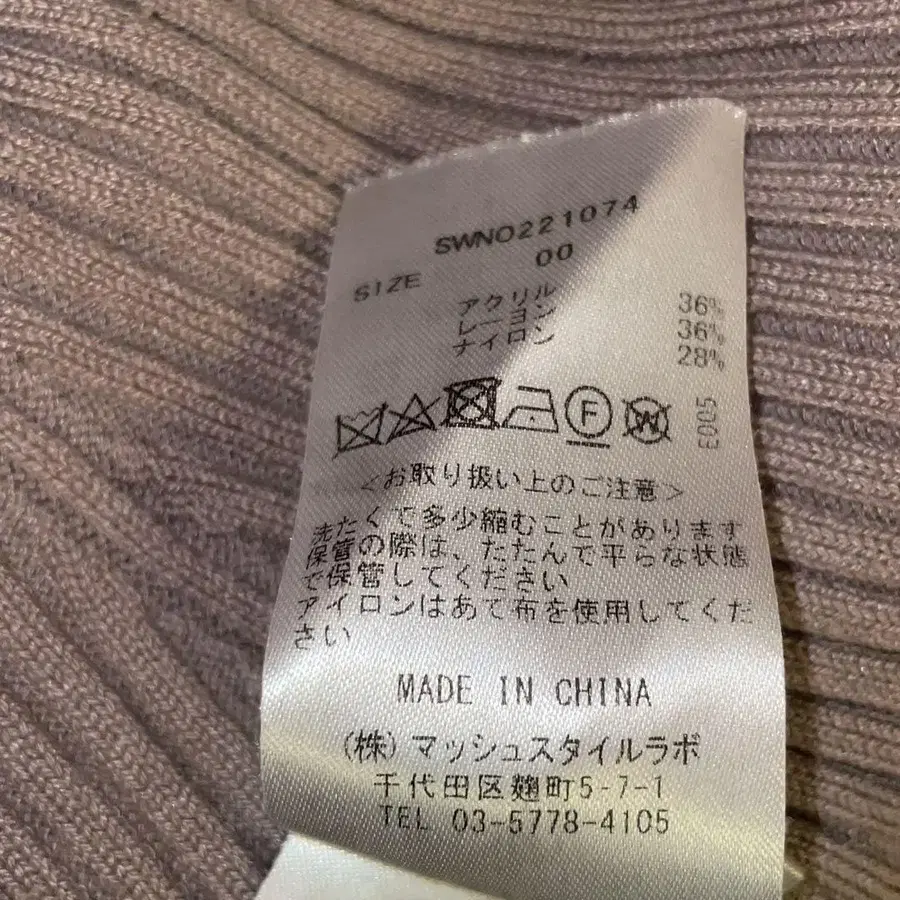 SWNO221074
SIZE 00
アクリル 36%
レーヨン 36%
ナイロン 28%
F W
E005
<お取り扱い上のご注意>
洗たくで多少縮むことがあります
保管の際は、たたんで平らな状態
で保管してください
アイロンはあて布を使用してくだ
さい
MADE IN CHINA
(株)マッシュスタイルラボ
千代田区麹町5-7-1
TEL 03-5778-4105